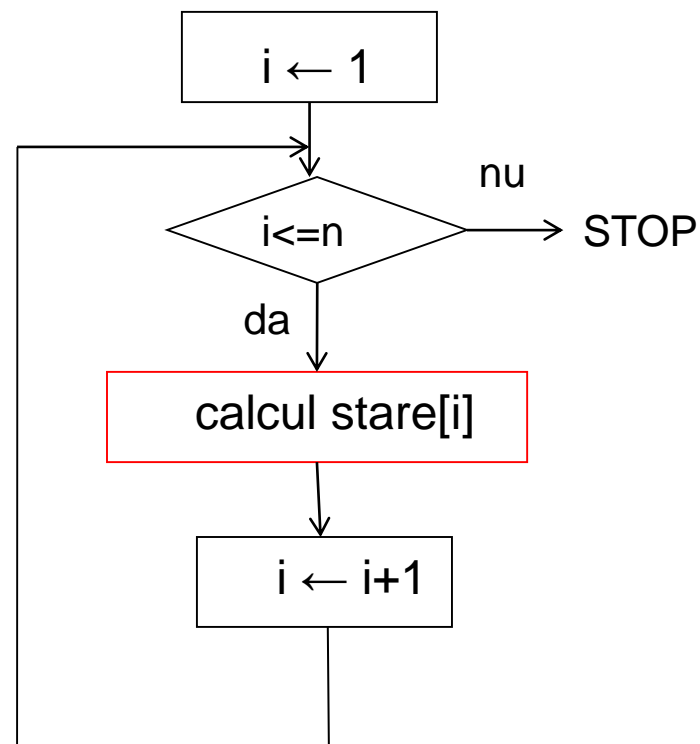 i ← 1
nu
i<=n
STOP
da
calcul stare[i]
i ← i+1